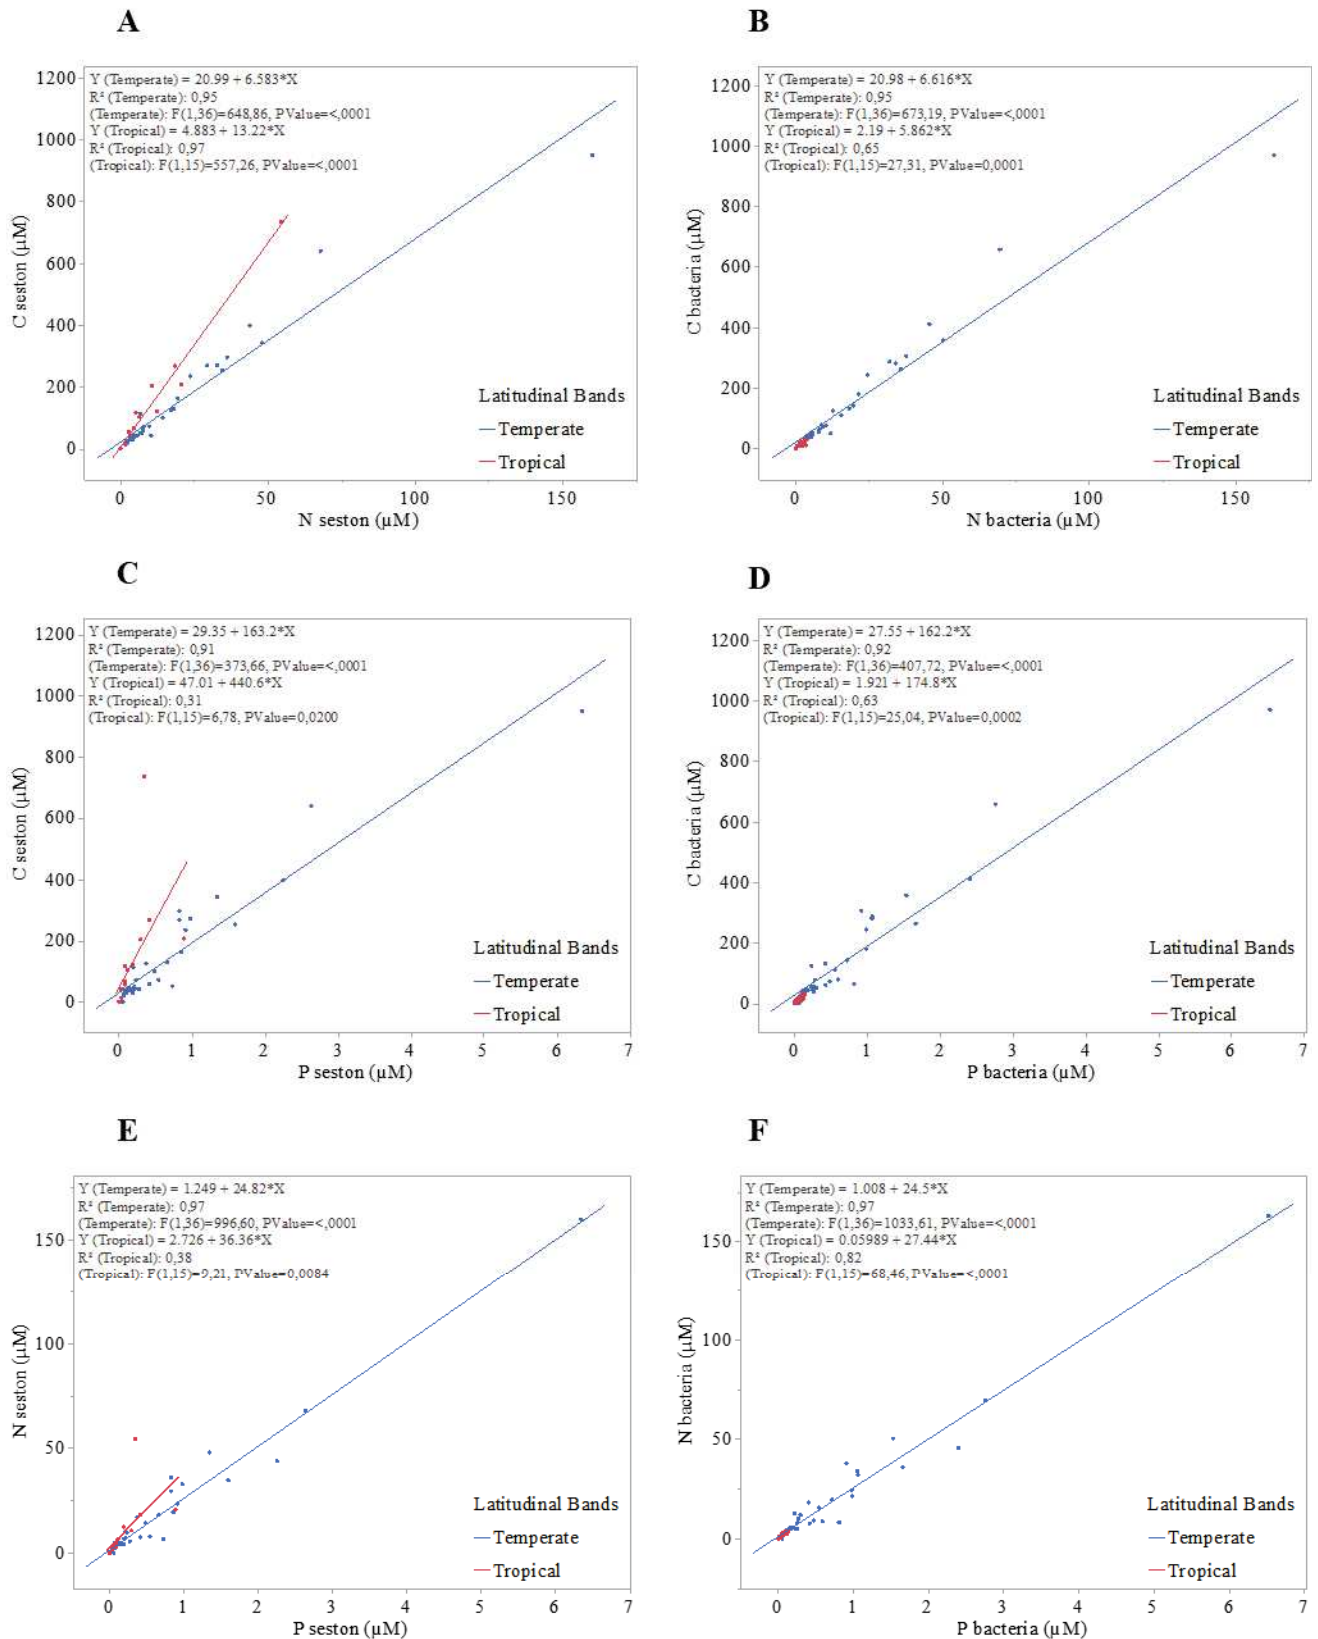 A
Y (Temperate) = 20.99 + 6.583*X
R² (Temperate): 0,95
(Temperate): F(1,36)=648,86, PValue=<,0001
Y (Tropical) = 4.883 + 13.22*X
R² (Tropical): 0,97
(Tropical): F(1,15)=557,26, PValue=<,0001
1200
1000
800
600
400
200
0
C seston (µM)
Latitudinal Bands
Temperate
Tropical
0 50 100 150
N seston (µM)
B
Y (Temperate) = 20.98 + 6.616*X
R² (Temperate): 0,95
(Temperate): F(1,36)=673,19, PValue=<,0001
Y (Tropical) = 2.19 + 5.862*X
R² (Tropical): 0,65
(Tropical): F(1,15)=27,31, PValue=0,0001
1200
1000
800
600
400
200
0
C bacteria (µM)
Latitudinal Bands
Temperate
Tropical
0 50 100 150
N bacteria (µM)
C
Y (Temperate) = 29.35 + 163.2*X
R² (Temperate): 0,91
(Temperate): F(1,36)=373,66, PValue=<,0001
Y (Tropical) = 47.01 + 440.6*X
R² (Tropical): 0,31
(Tropical): F(1,15)=6,78, PValue=0,0200
1200
1000
800
600
400
200
0
C seston (µM)
Latitudinal Bands
Temperate
Tropical
0 1 2 3 4 5 6 7
P seston (µM)
D
Y (Temperate) = 27.55 + 162.2*X
R² (Temperate): 0,92
(Temperate): F(1,36)=407,72, PValue=<,0001
Y (Tropical) = 1.921 + 174.8*X
R² (Tropical): 0,63
(Tropical): F(1,15)=25,04, PValue=0,0002
1200
1000
800
600
400
200
0
C bacteria (µM)
Latitudinal Bands
Temperate
Tropical
0 1 2 3 4 5 6 7
P bacteria (µM)
E
Y (Temperate) = 1.249 + 24.82*X
R² (Temperate): 0,97
(Temperate): F(1,36)=996,60, PValue=<,0001
Y (Tropical) = 2.726 + 36.36*X
R² (Tropical): 0,38
(Tropical): F(1,15)=9,21, PValue=0,0084
150
100
50
0
N seston (µM)
Latitudinal Bands
Temperate
Tropical
0 1 2 3 4 5 6 7
P seston (µM)
F
Y (Temperate) = 1.008 + 24.5*X
R² (Temperate): 0,97
(Temperate): F(1,36)=1033,61, PValue=<,0001
Y (Tropical) = 0.05989 + 27.44*X
R² (Tropical): 0,82
(Tropical): F(1,15)=68,46, PValue=<,0001
150
100
50
0
N bacteria (µM)
Latitudinal Bands
Temperate
Tropical
0 1 2 3 4 5 6 7
P bacteria (µM)